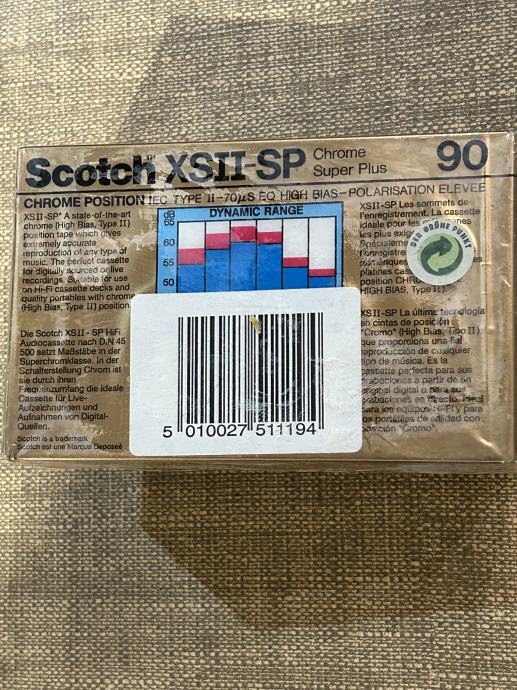 Scotch™ XSII-SP Chrome Super Plus 90
CHROME POSITION IEC TYPE II-70µS EQ HIGH BIAS-POLARISATION ELEVEE
XSII-SP* A state-of-the-art
chrome (High Bias, Type II)
position tape which gives
extremely accurate
reproduction of any type of
music. The perfect cassette
for digitally sourced or live
recordings. Suitable for use
on Hi-Fi cassette decks and
quality portables with chrome
(High Bias, Type II) position.
Die Scotch XSII - SP HiFi
Audiocassette nach DIN 45
500 setzt Maßstäbe in der
Superchromklasse. In der
Schalterstellung Chrom ist
sie durch ihren
Frequenzumfang die ideale
Cassette für Live-
Aufzeichnungen und
Aufnahmen von Digital-
Quellen.
Scotch is a trademark
Scotch est une Marque Deposeé
dB DYNAMIC RANGE
65
60
55
50
5 010027 511194
XSII-SP Les sommets de
l'enregistrement. La cassette
idéale pour les
les plus
Spécialement
l'enregistre
numériques
platines cas
position CHR
HIGH BIAS, Type II).
DER GRÜNE PUNKT
XSII-SP La última tecnología
en cintas de posición
"Cromo" (High Bias, Tipo II)
que proporciona una fiel
reproducción de cualquier
tipo de música. Es la
cassette perfecta para sus
grabaciones a partir de un
original digital o para sus
grabaciones en directo. Ideal
para los equipos Hi-Fi y para
los portátiles de calidad con
posición "Cromo".